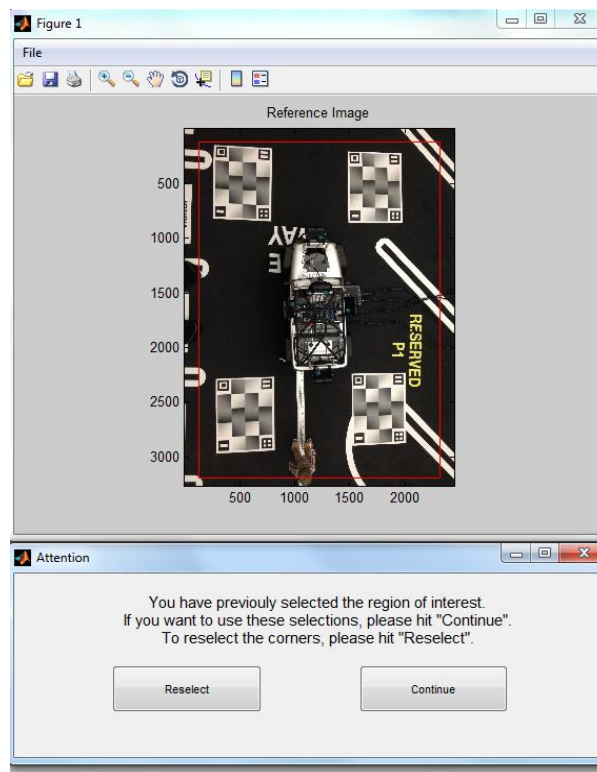 Figure 1
File
Reference Image
500
1000
1500
2000
2500
3000
WAY
RESERVED
P1
500 1000 1500 2000
Attention
You have previouly selected the region of interest.
If you want to use these selections, please hit "Continue".
To reselect the corners, please hit "Reselect".
Reselect Continue